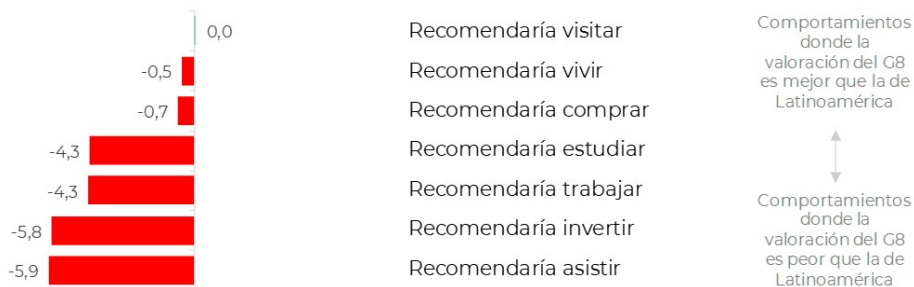 0,0 Recomendaría visitar
-0,5 Recomendaría vivir
-0,7 Recomendaría comprar
-4,3 Recomendaría estudiar
-4,3 Recomendaría trabajar
-5,8 Recomendaría invertir
-5,9 Recomendaría asistir
Comportamientos
donde la
valoración del G8
es mejor que la de
Latinoamérica
Comportamientos
donde la
valoración del G8
es peor que la de
Latinoamérica